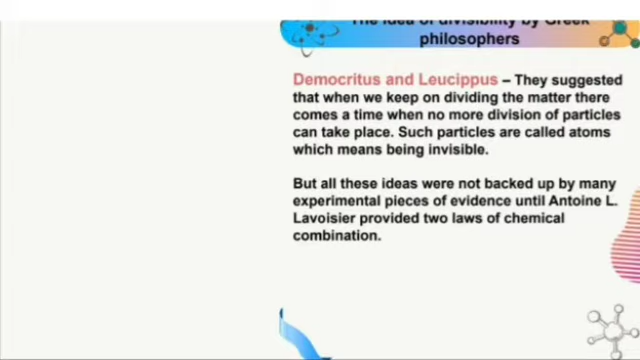 The idea of divisibility by Greek
philosophers
Democritus and Leucippus – They suggested
that when we keep on dividing the matter there
comes a time when no more division of particles
can take place. Such particles are called atoms
which means being invisible.
But all these ideas were not backed up by many
experimental pieces of evidence until Antoine L.
Lavoisier provided two laws of chemical
combination.